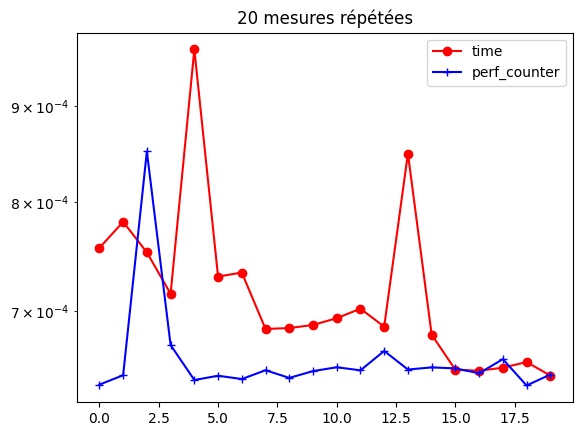 20 mesures répétées
time
perf_counter
9 × 10⁻⁴
8 × 10⁻⁴
7 × 10⁻⁴
0.0 2.5 5.0 7.5 10.0 12.5 15.0 17.5